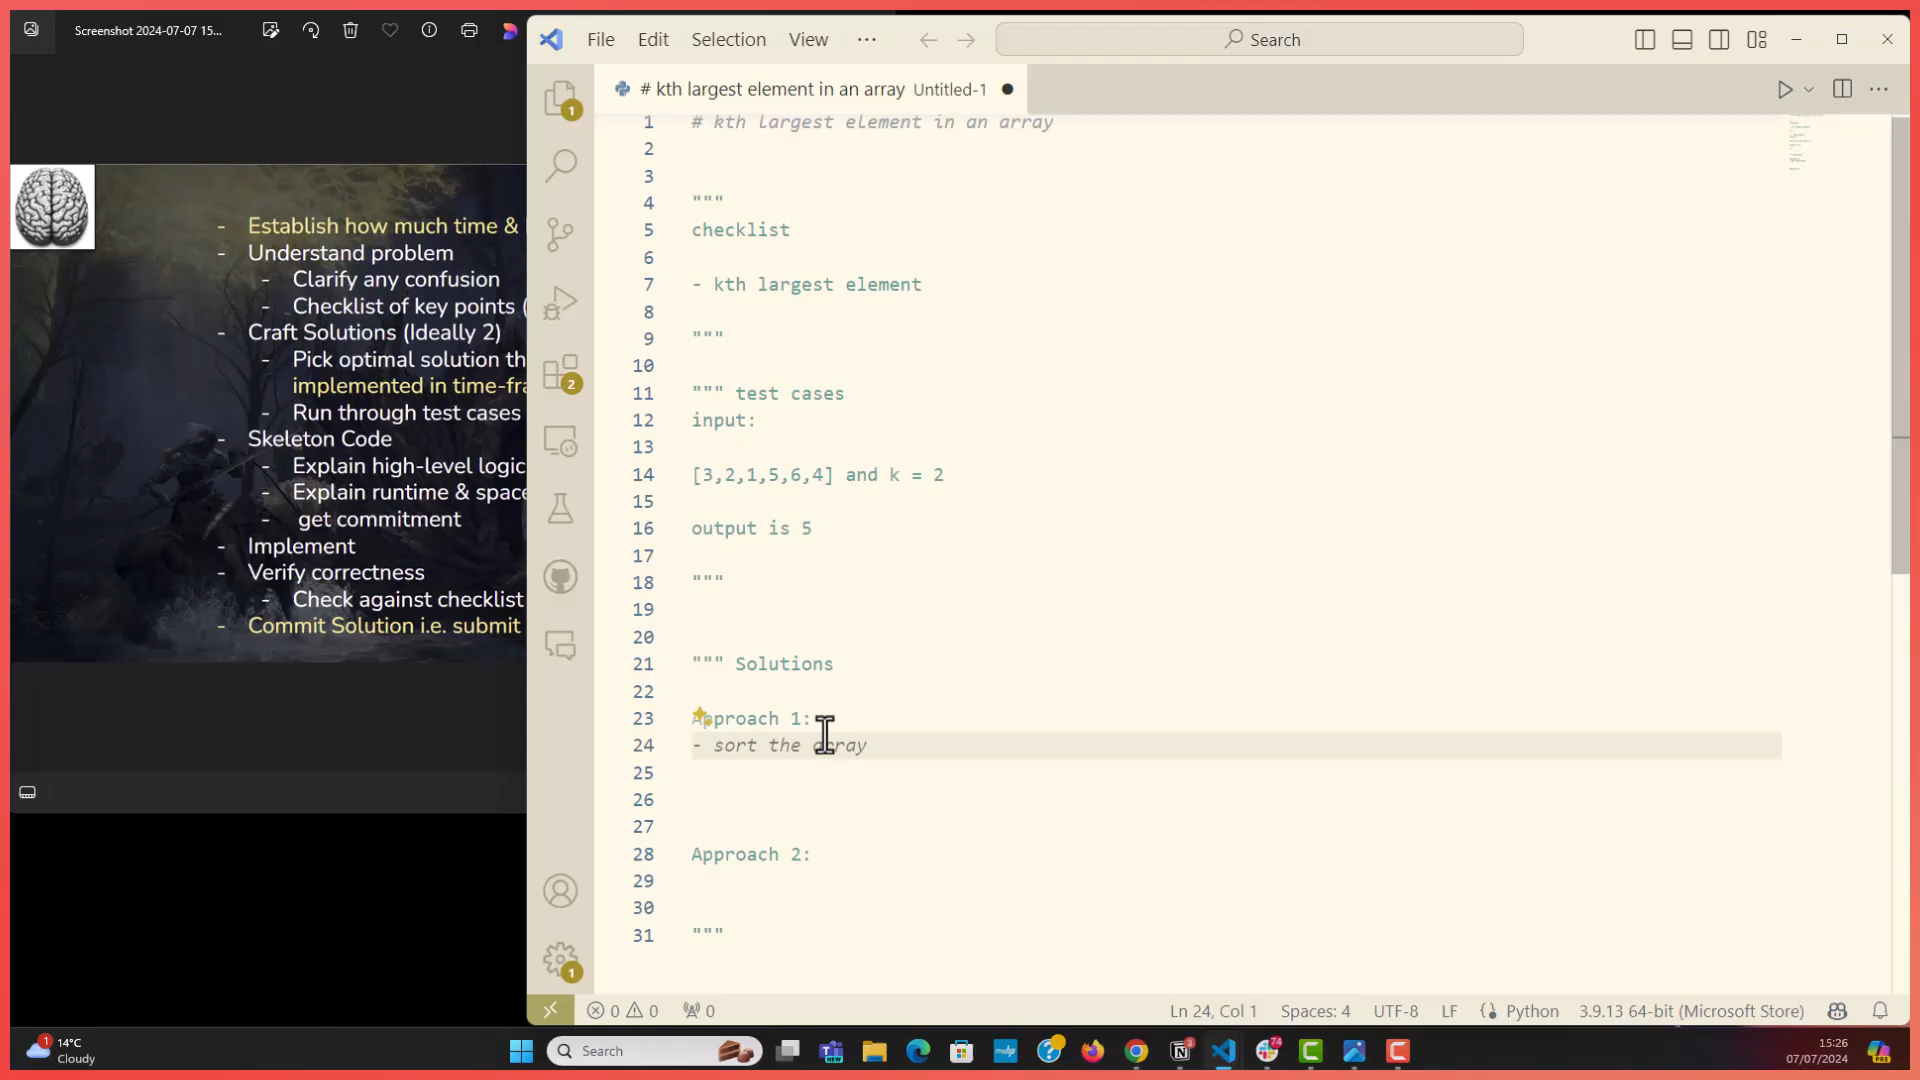 Screenshot 2024-07-07 15...
- Establish how much time &
- Understand problem
- Clarify any confusion
- Checklist of key points (
- Craft Solutions (Ideally 2)
- Pick optimal solution th
implemented in time-fra
- Run through test cases
- Skeleton Code
- Explain high-level logic
- Explain runtime & space
- get commitment
- Implement
- Verify correctness
- Check against checklist
- Commit Solution i.e. submit
File Edit Selection View ... Search
# kth largest element in an array Untitled-1
1 # kth largest element in an array
2
3
4 """
5 checklist
6
7 - kth largest element
8
9 """
10
11 """ test cases
12 input:
13
14 [3,2,1,5,6,4] and k = 2
15
16 output is 5
17
18 """
19
20
21 """ Solutions
22
23 Approach 1:
24 - sort the array
25
26
27
28 Approach 2:
29
30
31 """
1
2
1
0 0 0 Ln 24, Col 1 Spaces: 4 UTF-8 LF Python 3.9.13 64-bit (Microsoft Store)
1 14°C
Cloudy
Search
3
74
15:26
07/07/2024
PRE